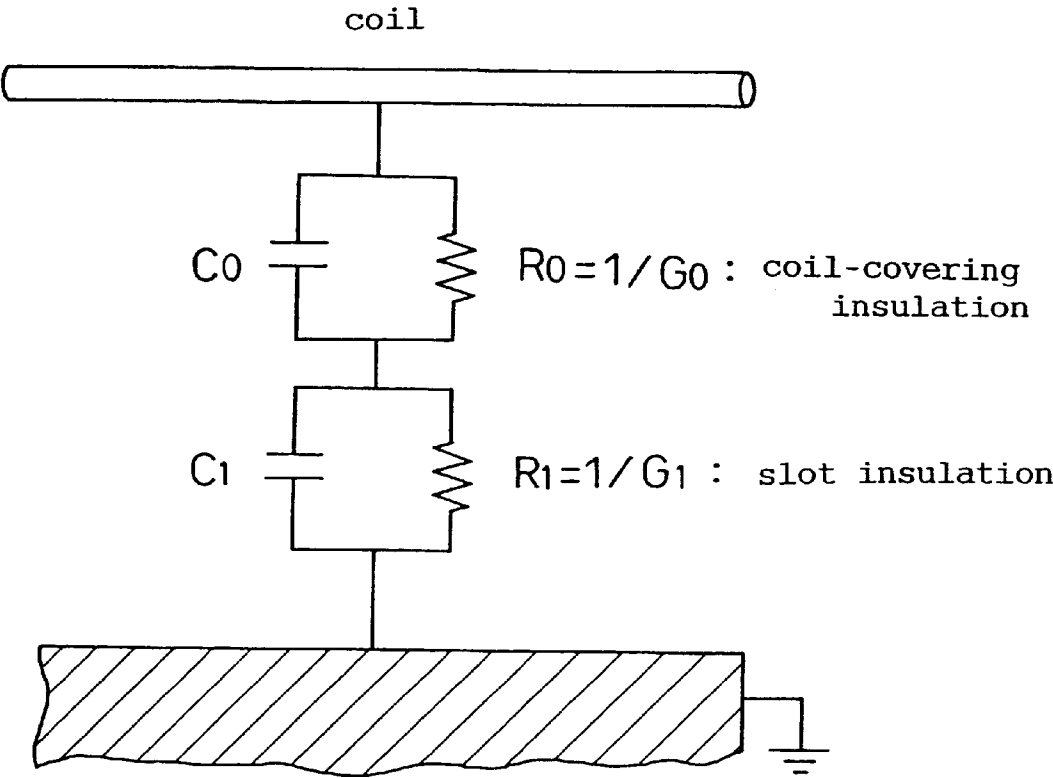 coil
C0 R0=1/G0 : coil-covering
insulation
C1 R1=1/G1 : slot insulation